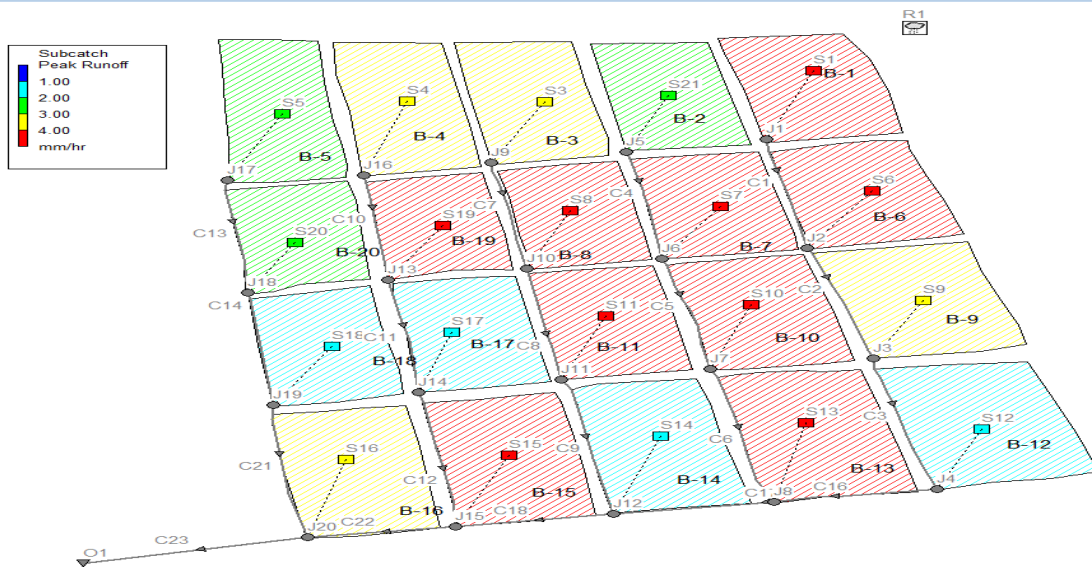 R1
Subcatch
Peak Runoff
1.00
2.00
3.00
4.00
mm/hr
S1
B-1
S21
B-2
S3
B-3
S4
B-4
S5
B-5
J1
J5
J9
J16
J17
S6
B-6
C1
S7
B-7
C4
S8
B-8
C7
S19
B-19
C10
S20
B-20
C13
J2
J6
J10
J13
J18
C14
C2
S9
B-9
C5
S10
B-10
S11
B-11
C8
S17
B-17
C11
S18
B-18
J3
J7
J11
J14
J19
C3
S12
B-12
C6
S13
B-13
C9
S14
B-14
S15
B-15
C12
S16
B-16
C21
J4
C16
J8
J12
C18
J15
C22
J20
C23
O1